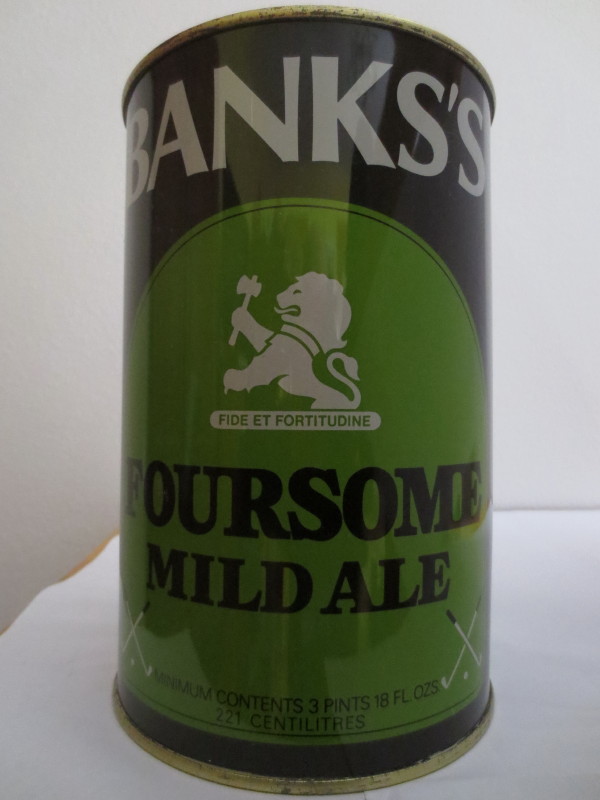 BANKS'S
FIDE ET FORTITUDINE
FOURSOME
MILD ALE
MINIMUM CONTENTS 3 PINTS 18 FL. OZS.
221 CENTILITRES